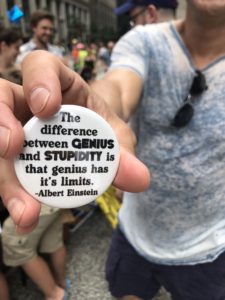 The
difference
between GENIUS
and STUPIDITY is
that genius has
it's limits.
-Albert Einstein